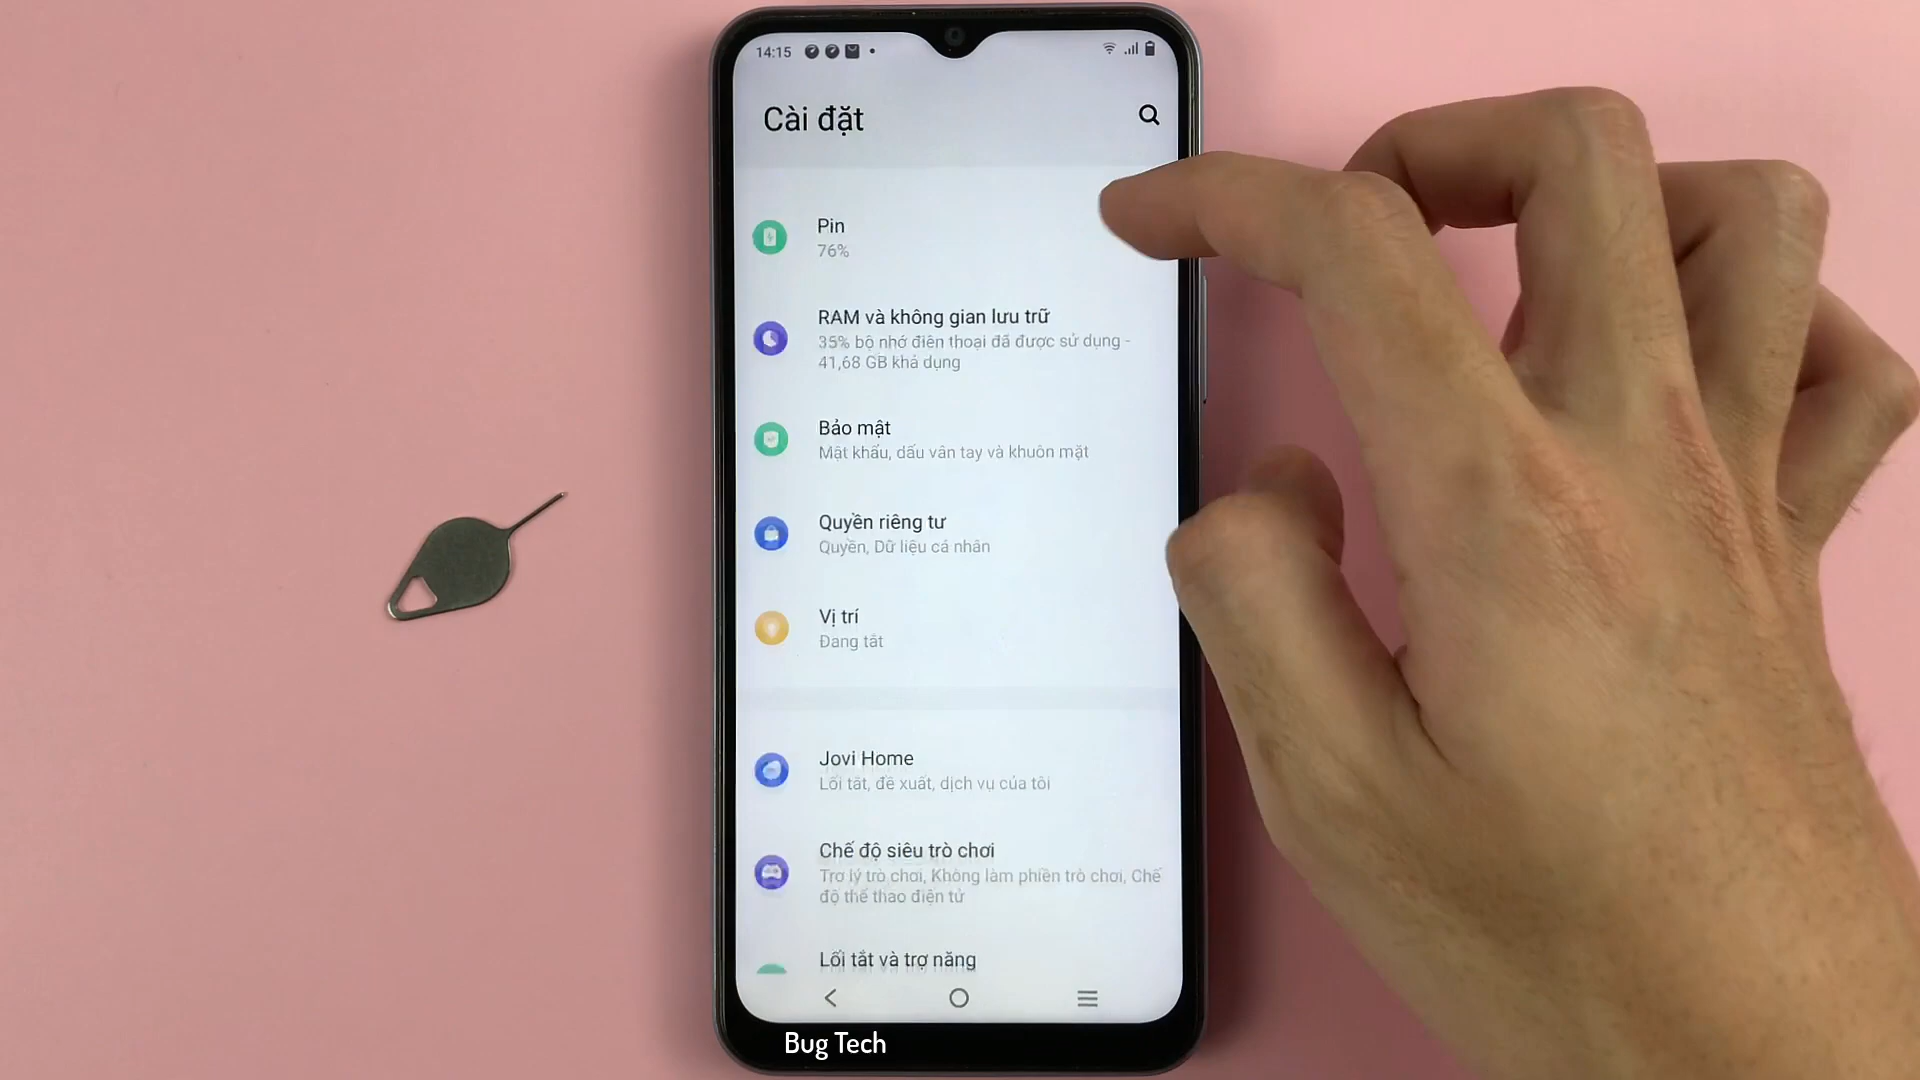 14:15
Cài đặt
Pin
76%
RAM và không gian lưu trữ
35% bộ nhớ điện thoại đã được sử dụng -
41,68 GB khả dụng
Bảo mật
Mật khẩu, dấu vân tay và khuôn mặt
Quyền riêng tư
Quyền, Dữ liệu cá nhân
Vị trí
Đang tắt
Jovi Home
Lối tắt, đề xuất, dịch vụ của tôi
Chế độ siêu trò chơi
Trợ lý trò chơi, Không làm phiền trò chơi, Chế
độ thể thao điện tử
Lối tắt và trợ năng
Bug Tech